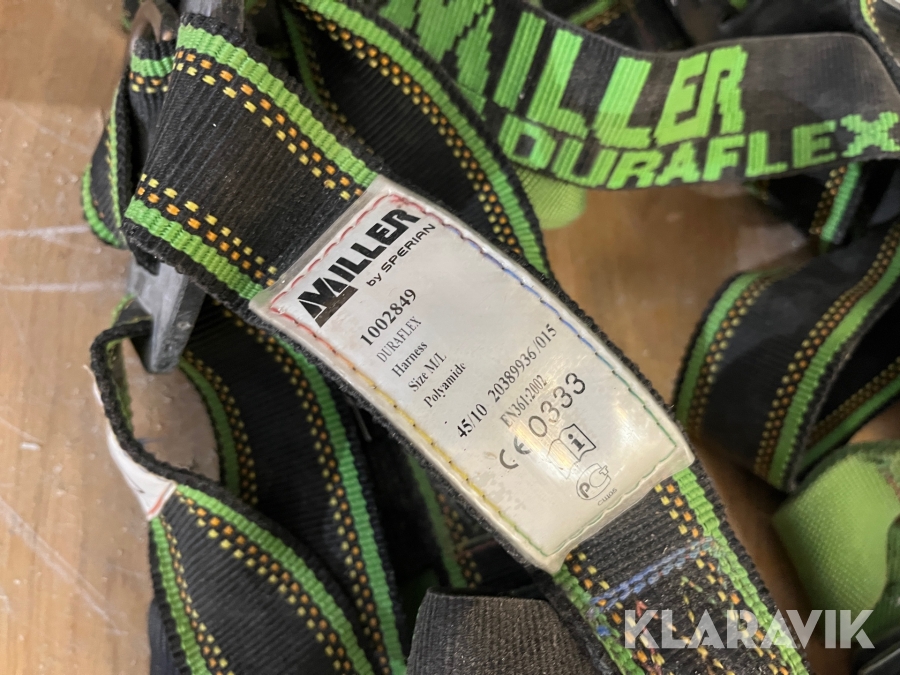 MILLER
DURAFLEX
MILLER
by SPERIAN
1002849
DURAFLEX
Harness
Size M/L
Polyamide
45/10 20389936/015
EN361:2002
CE 0333
i
KLARAVIK